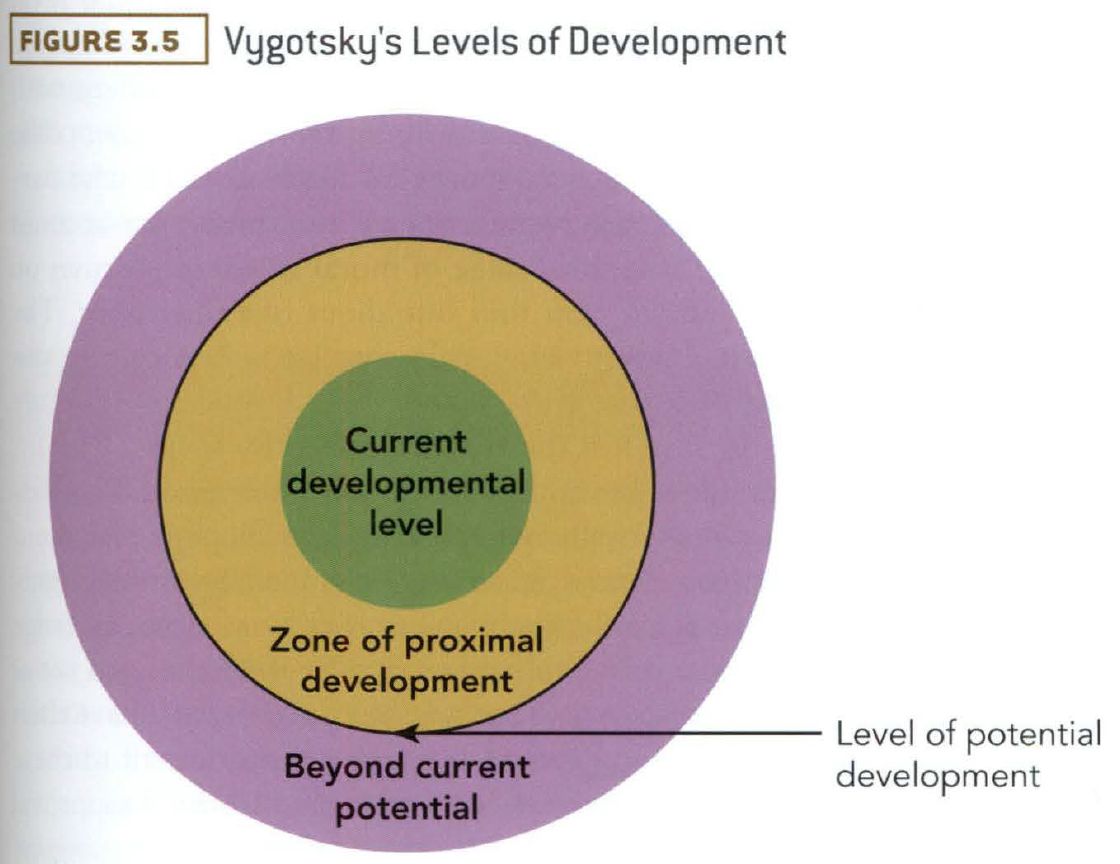 FIGURE 3.5 Vygotsky's Levels of Development
Current
developmental
level
Zone of proximal
development
Level of potential
development
Beyond current
potential